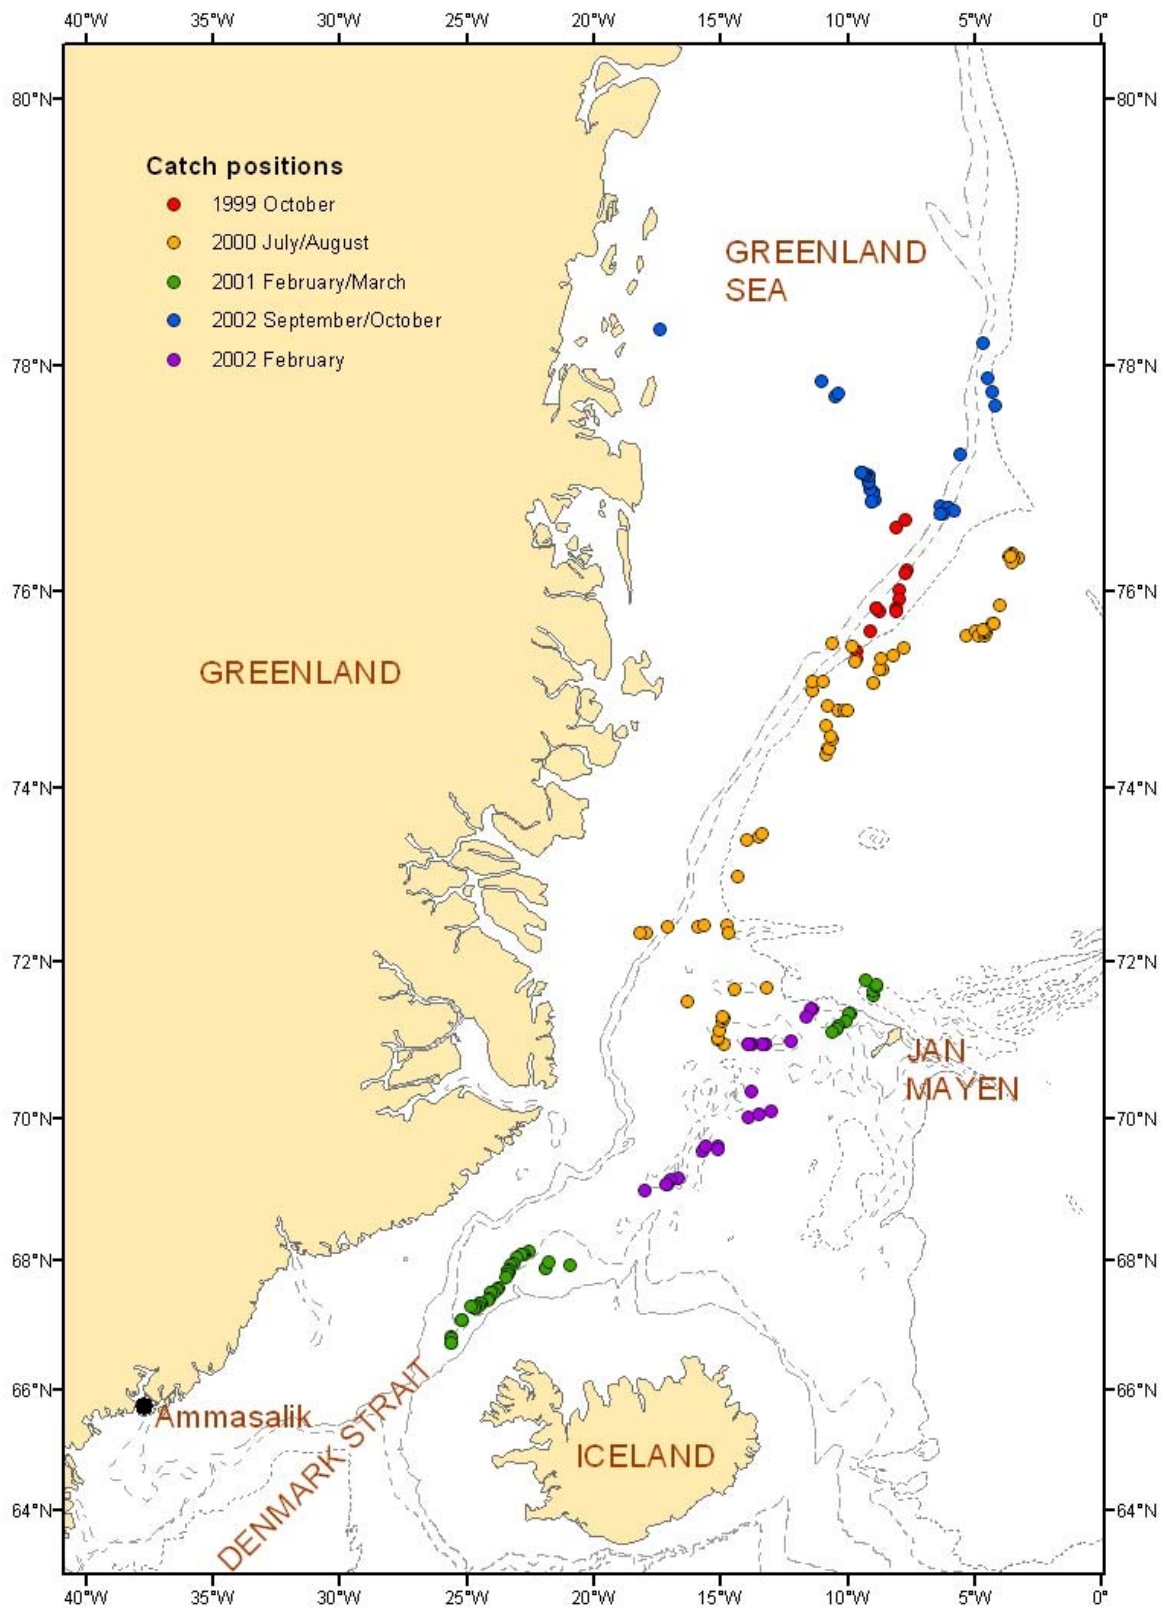 40°W 35°W 30°W 25°W 20°W 15°W 10°W 5°W 0°
80°N 80°N
Catch positions
1999 October
2000 July/August
2001 February/March
2002 September/October
2002 February
GREENLAND
SEA
78°N 78°N
76°N 76°N
GREENLAND
74°N 74°N
72°N 72°N
JAN
MAYEN
70°N 70°N
68°N 68°N
66°N 66°N
Ammasalik
DENMARK STRAIT
ICELAND
64°N 64°N
40°W 35°W 30°W 25°W 20°W 15°W 10°W 5°W 0°